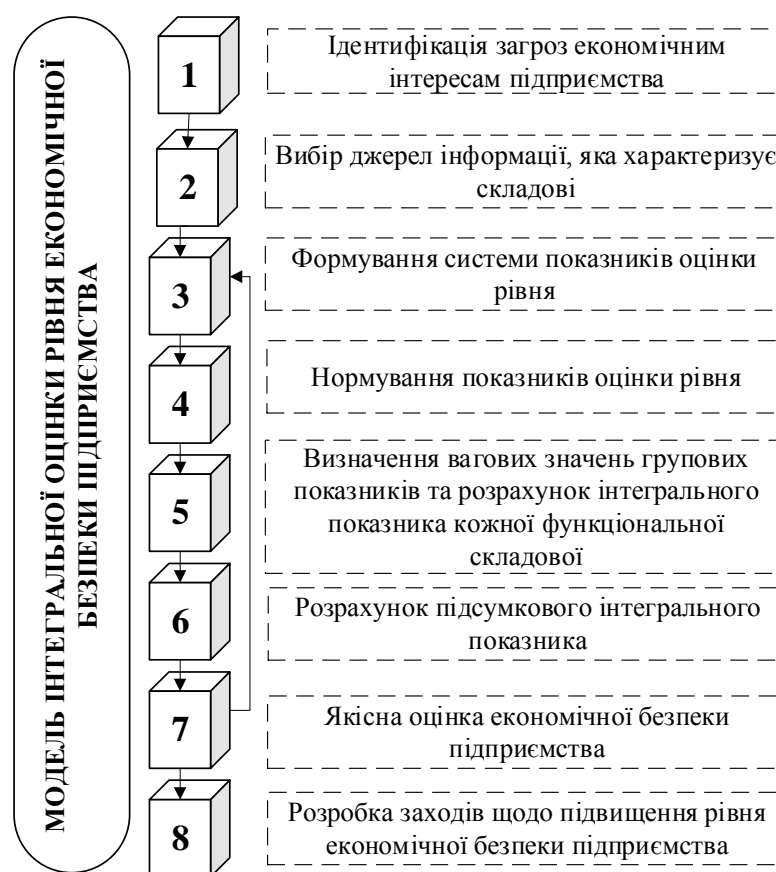 МОДЕЛЬ ІНТЕГРАЛЬНОЇ ОЦІНКИ РІВНЯ ЕКОНОМІЧНОЇ
БЕЗПЕКИ ПІДПРИЄМСТВА
1
Ідентифікація загроз економічним
інтересам підприємства
2
Вибір джерел інформації, яка характеризує
складові
3
Формування системи показників оцінки
рівня
4
Нормування показників оцінки рівня
5
Визначення вагових значень групових
показників та розрахунок інтегрального
показника кожної функціональної
складової
6
Розрахунок підсумкового інтегрального
показника
7
Якісна оцінка економічної безпеки
підприємства
8
Розробка заходів щодо підвищення рівня
економічної безпеки підприємства